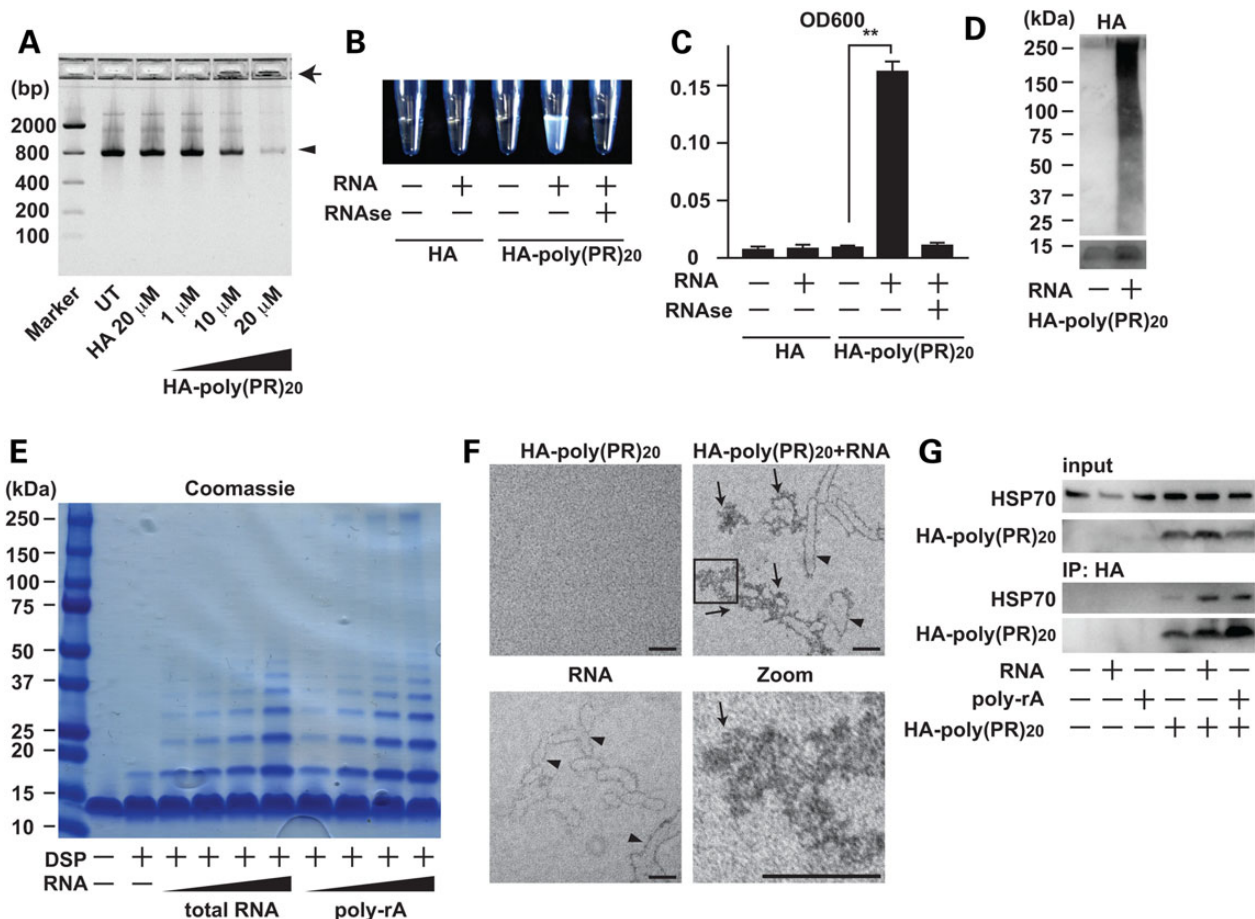 A
(bp)
2000
800
400
200
100
Marker
UT
HA 20 µM
1 µM
10 µM
20 µM
HA-poly(PR)20
B
RNA − + − + +
RNAse +
HA HA-poly(PR)20
C
OD600
**
0.15
0.10
0.05
0
RNA − + − + +
RNAse − − − − +
HA HA-poly(PR)20
D
(kDa) HA
250
150
100
75
50
37
25
15
RNA − +
HA-poly(PR)20
E
(kDa) Coomassie
250
150
100
75
50
37
25
20
15
10
DSP − + + + + + + + + +
RNA − −
total RNA poly-rA
F
HA-poly(PR)20 HA-poly(PR)20+RNA
RNA Zoom
G
input
HSP70
HA-poly(PR)20
IP: HA
HSP70
HA-poly(PR)20
RNA − + − − + −
poly-rA − − + − − +
HA-poly(PR)20 − − − + + +